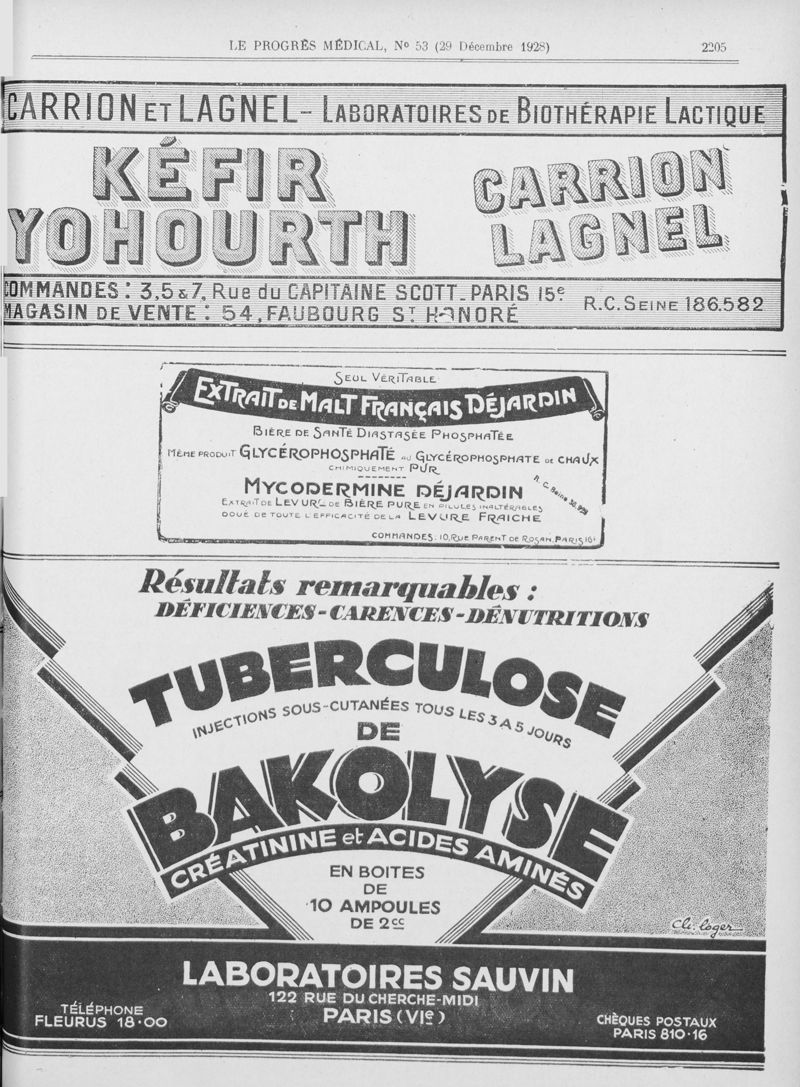 LE PROGRÈS MÉDICAL, No 53 (29 Décembre 1928) 2205
CARRION ET LAGNEL - LABORATOIRES DE BIOTHÉRAPIE LACTIQUE
KÉFIR
YOHOURTH
CARRION
LAGNEL
COMMANDES : 3,5 & 7, Rue du CAPITAINE SCOTT - PARIS 15e
MAGASIN DE VENTE : 54, FAUBOURG ST HONORÉ
R.C. SEINE 186.582
SEUL VÉRITABLE
EXTRAIT DE MALT FRANÇAIS DÉJARDIN
BIÈRE DE SANTÉ DIASTASÉE PHOSPHATÉE
MÊME PRODUIT GLYCÉROPHOSPHATÉ AU GLYCÉROPHOSPHATE DE CHAUX
CHIMIQUEMENT PUR
MYCODERMINE DÉJARDIN
R. C. Seine
EXTRAIT DE LEVURE DE BIÈRE PURE EN PILULES INALTÉRABLES
DOUÉ DE TOUTE L'EFFICACITÉ DE LA LEVURE FRAICHE
COMMANDES : 10, RUE PARENT DE ROSAN, PARIS 16e
Résultats remarquables :
DÉFICIENCES - CARENCES - DÉNUTRITIONS
TUBERCULOSE
INJECTIONS SOUS-CUTANÉES TOUS LES 3 A 5 JOURS
DE
BAKOLYSE
CRÉATININE et ACIDES AMINÉS
EN BOITES
DE
10 AMPOULES
DE 2cc
Ch. Loger
LABORATOIRES SAUVIN
122 RUE DU CHERCHE-MIDI
PARIS (VIe)
TÉLÉPHONE
FLEURUS 18·00
CHÈQUES POSTAUX
PARIS 810·16